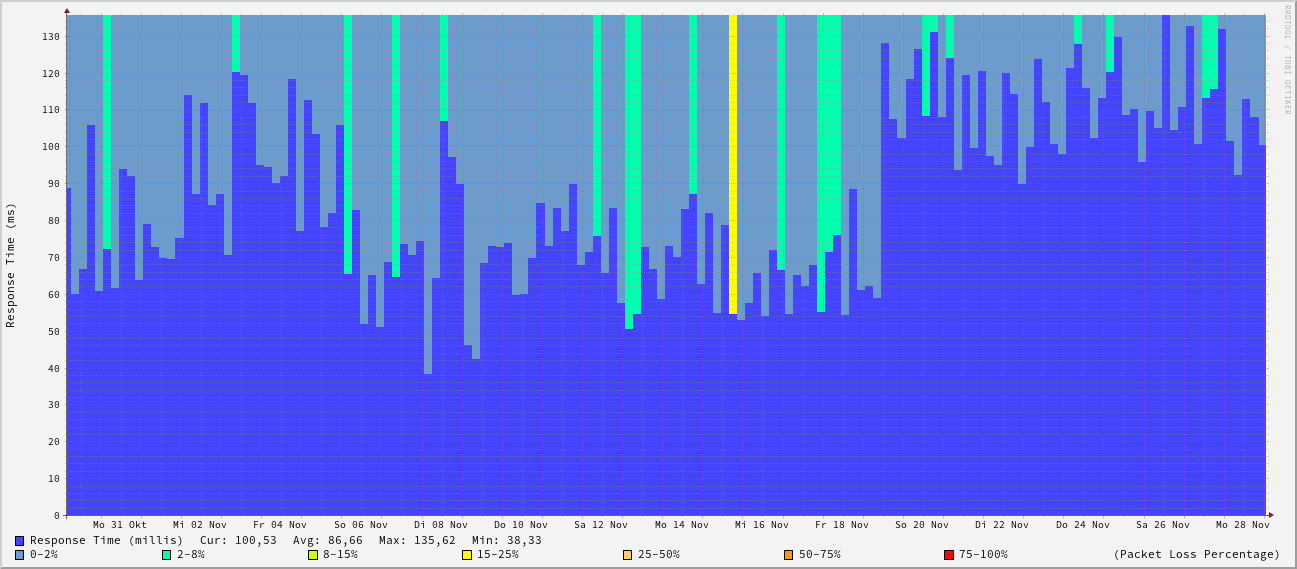 RRDTOOL / TOBI OETIKER
Response Time (ms)
130
120
110
100
90
80
70
60
50
40
30
20
10
0
Mo 31 Okt Mi 02 Nov Fr 04 Nov So 06 Nov Di 08 Nov Do 10 Nov Sa 12 Nov Mo 14 Nov Mi 16 Nov Fr 18 Nov So 20 Nov Di 22 Nov Do 24 Nov Sa 26 Nov Mo 28 Nov
Response Time (millis) Cur: 100,53 Avg: 86,66 Max: 135,62 Min: 38,33
0-2% 2-8% 8-15% 15-25% 25-50% 50-75% 75-100% (Packet Loss Percentage)